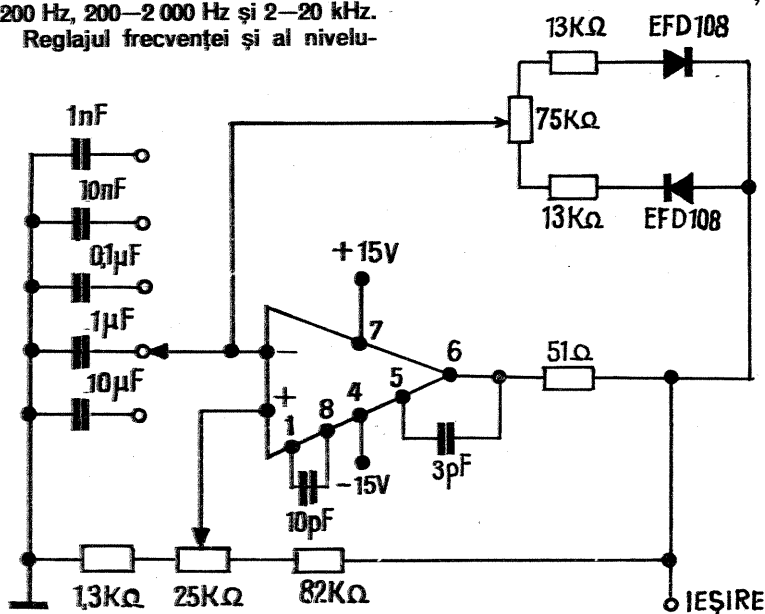 200 Hz, 200—2 000 Hz și 2—20 kHz.
Reglajul frecvenței și al nivelu-
13KΩ
EFD108
1nF
75KΩ
10nF
13KΩ
EFD108
0,1µF
+15V
1µF
7
6
51Ω
10µF
−
+
1
8
4
5
3pF
−15V
10pF
1,3KΩ
25KΩ
82KΩ
IEȘIRE